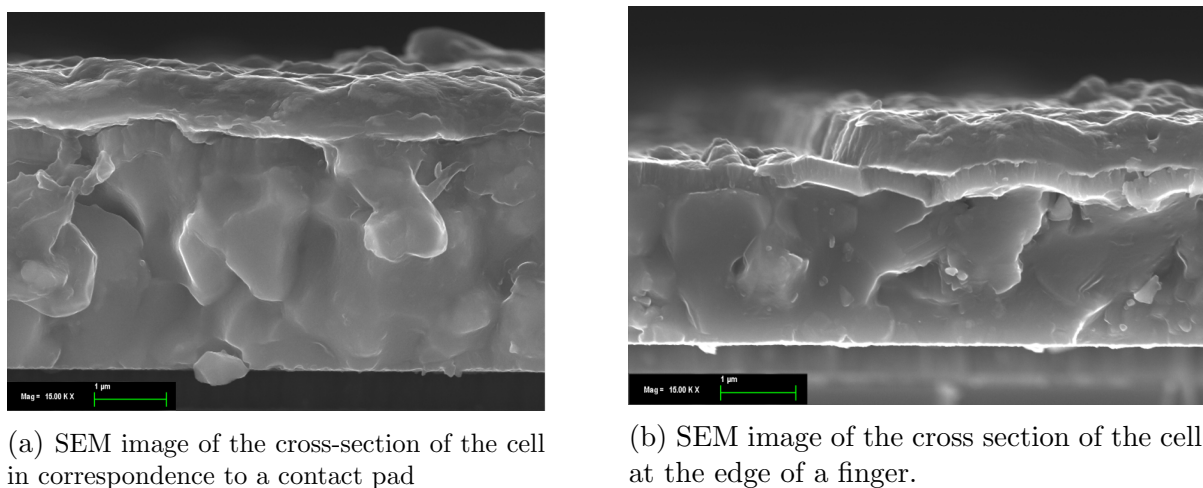 1 µm
Mag = 15.00 K X
1 µm
Mag = 15.00 K X
(a) SEM image of the cross-section of the cell
in correspondence to a contact pad
(b) SEM image of the cross section of the cell
at the edge of a finger.